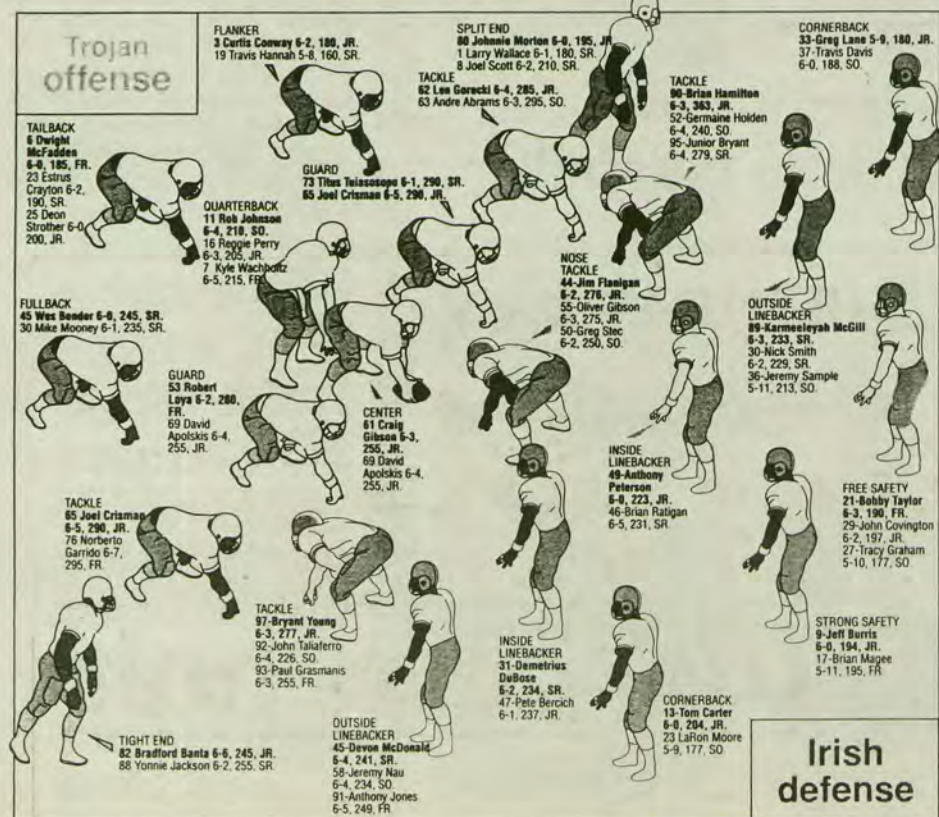 Trojan
offense
FLANKER
3 Curtis Conway 6-2, 180, JR.
19 Travis Hannah 5-8, 160, SR.
SPLIT END
80 Johnnie Morton 6-0, 195, JR.
1 Larry Wallace 6-1, 180, SR.
8 Joel Scott 6-2, 210, SR.
CORNERBACK
33-Greg Lane 5-9, 180, JR.
37-Travis Davis
6-0, 188, SO.
TACKLE
62 Len Gorecki 6-4, 285, JR.
63 Andre Abrams 6-3, 295, SO.
TACKLE
90-Brian Hamilton
6-3, 363, JR.
52-Germaine Holden
6-4, 240, SO.
95-Junior Bryant
6-4, 279, SR.
TAILBACK
6 Dwight
McFadden
6-0, 185, FR.
23 Estrus
Crayton 6-2,
190, SR.
25 Deon
Strother 6-0,
200, JR.
GUARD
73 Titus Tuiasosopo 6-1, 290, SR.
65 Joel Crisman 6-5, 290, JR.
QUARTERBACK
11 Rob Johnson
6-4, 210, SO.
16 Reggie Perry
6-3, 205, JR.
7 Kyle Wachholtz
6-5, 215, FR.
NOSE
TACKLE
44-Jim Flanigan
6-2, 276, JR.
55-Oliver Gibson
6-3, 275, JR.
50-Greg Stec
6-2, 250, SO.
OUTSIDE
LINEBACKER
89-Karmeeleyah McGill
6-3, 233, SR.
30-Nick Smith
6-2, 229, SR.
36-Jeremy Sample
5-11, 213, SO.
FULLBACK
45 Wes Bender 6-0, 245, SR.
30 Mike Mooney 6-1, 235, SR.
GUARD
53 Robert
Loya 6-2, 260,
FR.
69 David
Apolskis 6-4,
255, JR.
CENTER
61 Craig
Gibson 6-3,
255, JR.
69 David
Apolskis 6-4,
255, JR.
INSIDE
LINEBACKER
49-Anthony
Peterson
6-0, 223, JR.
46-Brian Ratigan
6-5, 231, SR.
FREE SAFETY
21-Bobby Taylor
6-3, 190, FR.
29-John Covington
6-2, 197, JR.
27-Tracy Graham
5-10, 177, SO.
TACKLE
65 Joel Crisman
6-5, 290, JR.
76 Norberto
Garrido 6-7,
295, FR.
TACKLE
97-Bryant Young
6-3, 277, JR.
92-John Taliaferro
6-4, 226, SO.
93-Paul Grasmanis
6-3, 255, FR.
INSIDE
LINEBACKER
31-Demetrius
DuBose
6-2, 234, SR.
47-Pete Bercich
6-1, 237, JR.
STRONG SAFETY
9-Jeff Burris
6-0, 194, JR.
17-Brian Magee
5-11, 195, FR.
TIGHT END
82 Bradford Banta 6-6, 245, JR.
88 Yonnie Jackson 6-2, 255, SR.
OUTSIDE
LINEBACKER
45-Devon McDonald
6-4, 241, SR.
58-Jeremy Nau
6-4, 234, SO.
91-Anthony Jones
6-5, 249, FR.
CORNERBACK
13-Tom Carter
6-0, 204, JR.
23 LaRon Moore
5-9, 177, SO.
Irish
defense